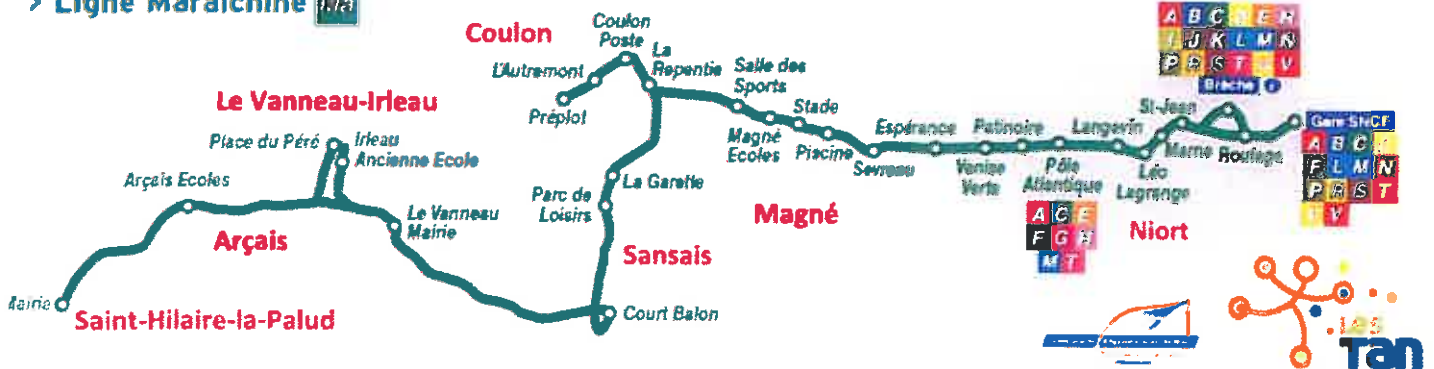 > Ligne Maraîchine
Coulon
Coulon
Poste
La
Repentie
L'Autremont
Préplot
Salle des
Sports
Stade
Magné
Ecoles
Piscine
Sevreau
Espérance
Venise
Verte
Patinoire
Pôle
Atlantique
Langevin
Léo
Lagrange
St-Jean
Marne
Brèche
Roulage
Gare SNCF
Le Vanneau-Irleau
Place du Péré
Irleau
Ancienne Ecole
Arçais Ecoles
Arçais
Le Vanneau
Mairie
Mairie
Saint-Hilaire-la-Palud
La Garette
Parc de
Loisirs
Sansais
Court Balon
Magné
Niort
A C E
F G H
M T
A B C E H
I J K L M N
P R S T V
A B C
F L M N
P R S T
V
Les
Tan